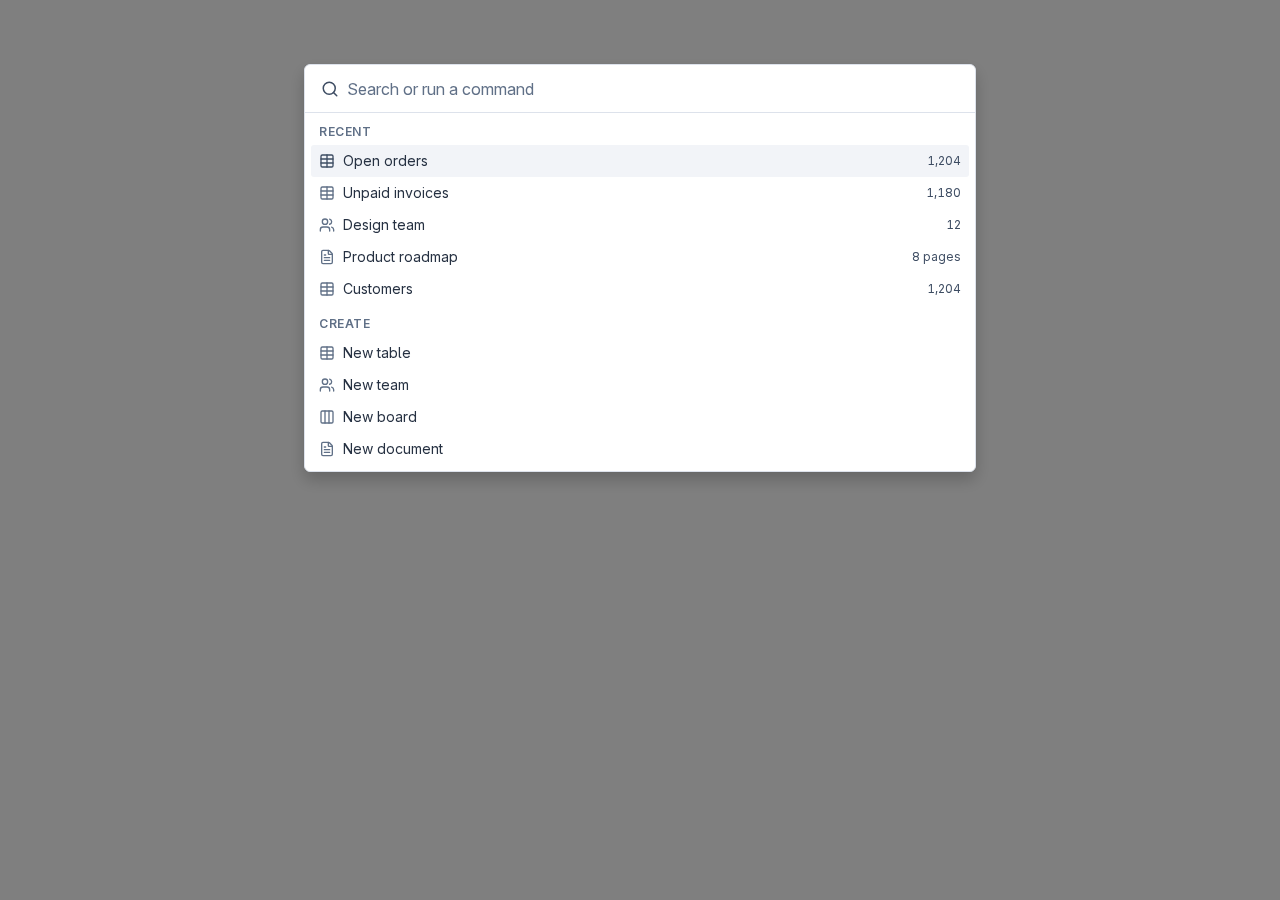 Search or run a command
RECENT
Open orders 1,204
Unpaid invoices 1,180
Design team 12
Product roadmap 8 pages
Customers 1,204
CREATE
New table
New team
New board
New document